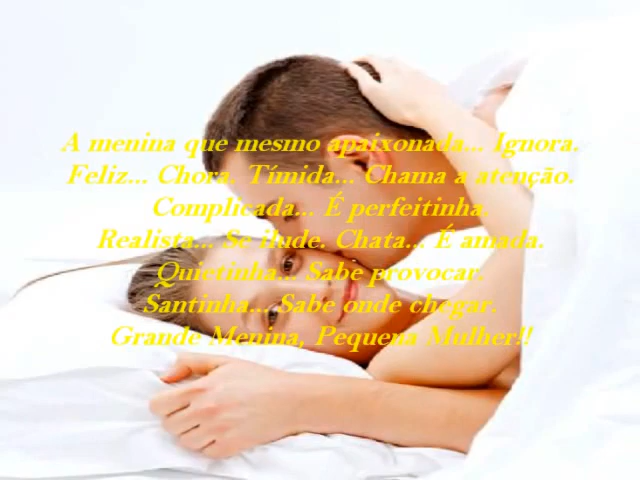 A menina que mesmo apaixonada... Ignora.
Feliz... Chora. Tímida... Chama a atenção.
Complicada... É perfeitinha.
Realista... Se ilude. Chata... É amada.
Quietinha... Sabe provocar.
Santinha... Sabe onde chegar.
Grande Menina, Pequena Mulher!!